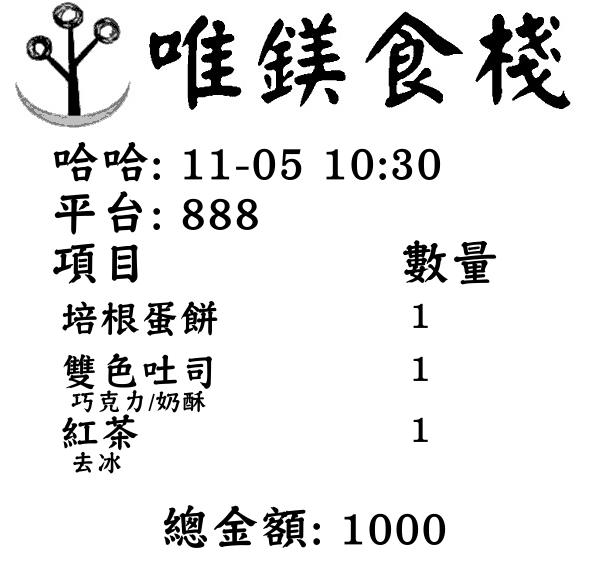 唯鎂食棧
哈哈: 11-05 10:30
平台: 888
項目 數量
培根蛋餅 1
雙色吐司 1
巧克力/奶酥
紅茶 1
去冰
總金額: 1000